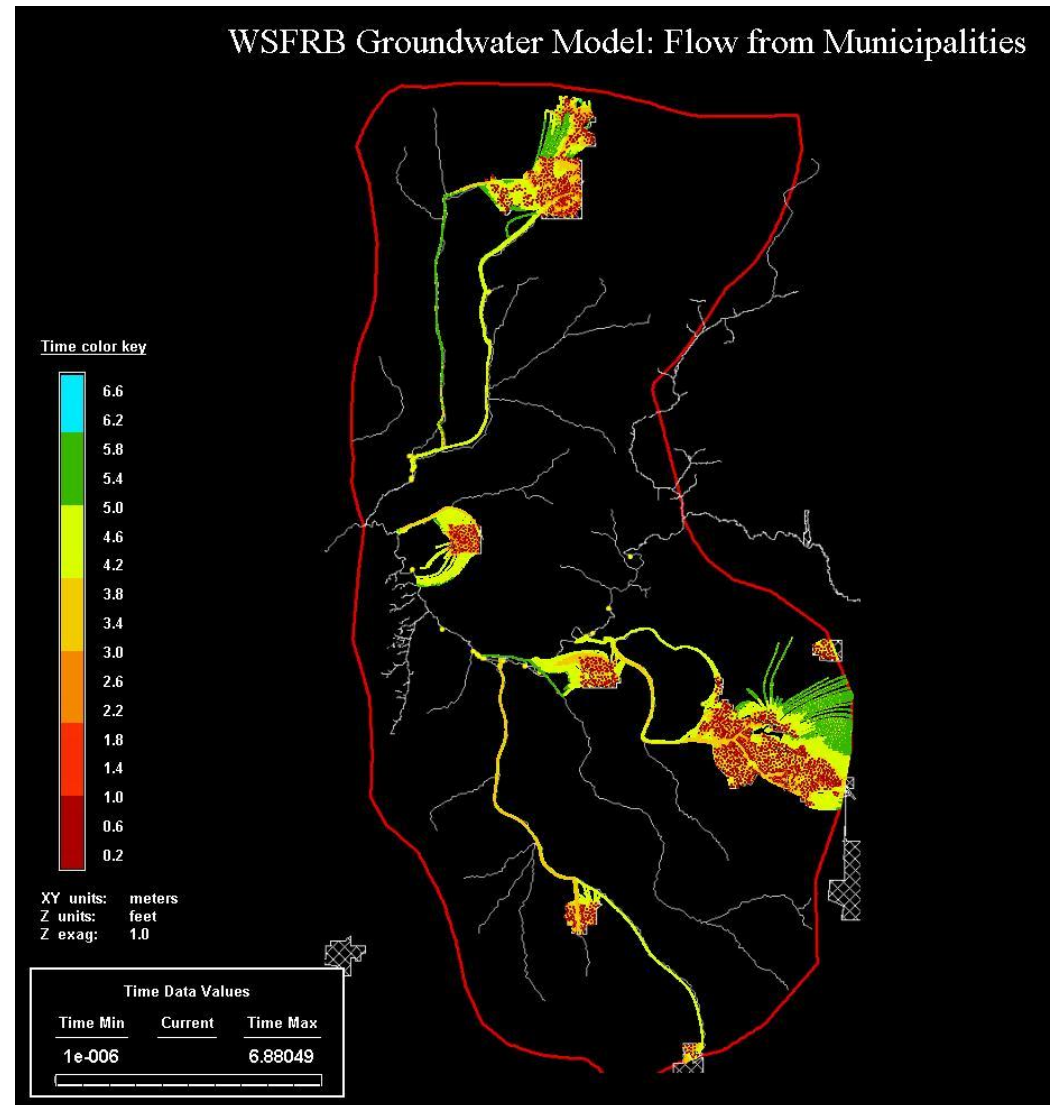 WSFRB Groundwater Model: Flow from Municipalities
Time color key
6.6
6.2
5.8
5.4
5.0
4.6
4.2
3.8
3.4
3.0
2.6
2.2
1.8
1.4
1.0
0.6
0.2
XY units: meters
Z units: feet
Z exag: 1.0
Time Data Values
Time Min Current Time Max
1e-006 6.88049